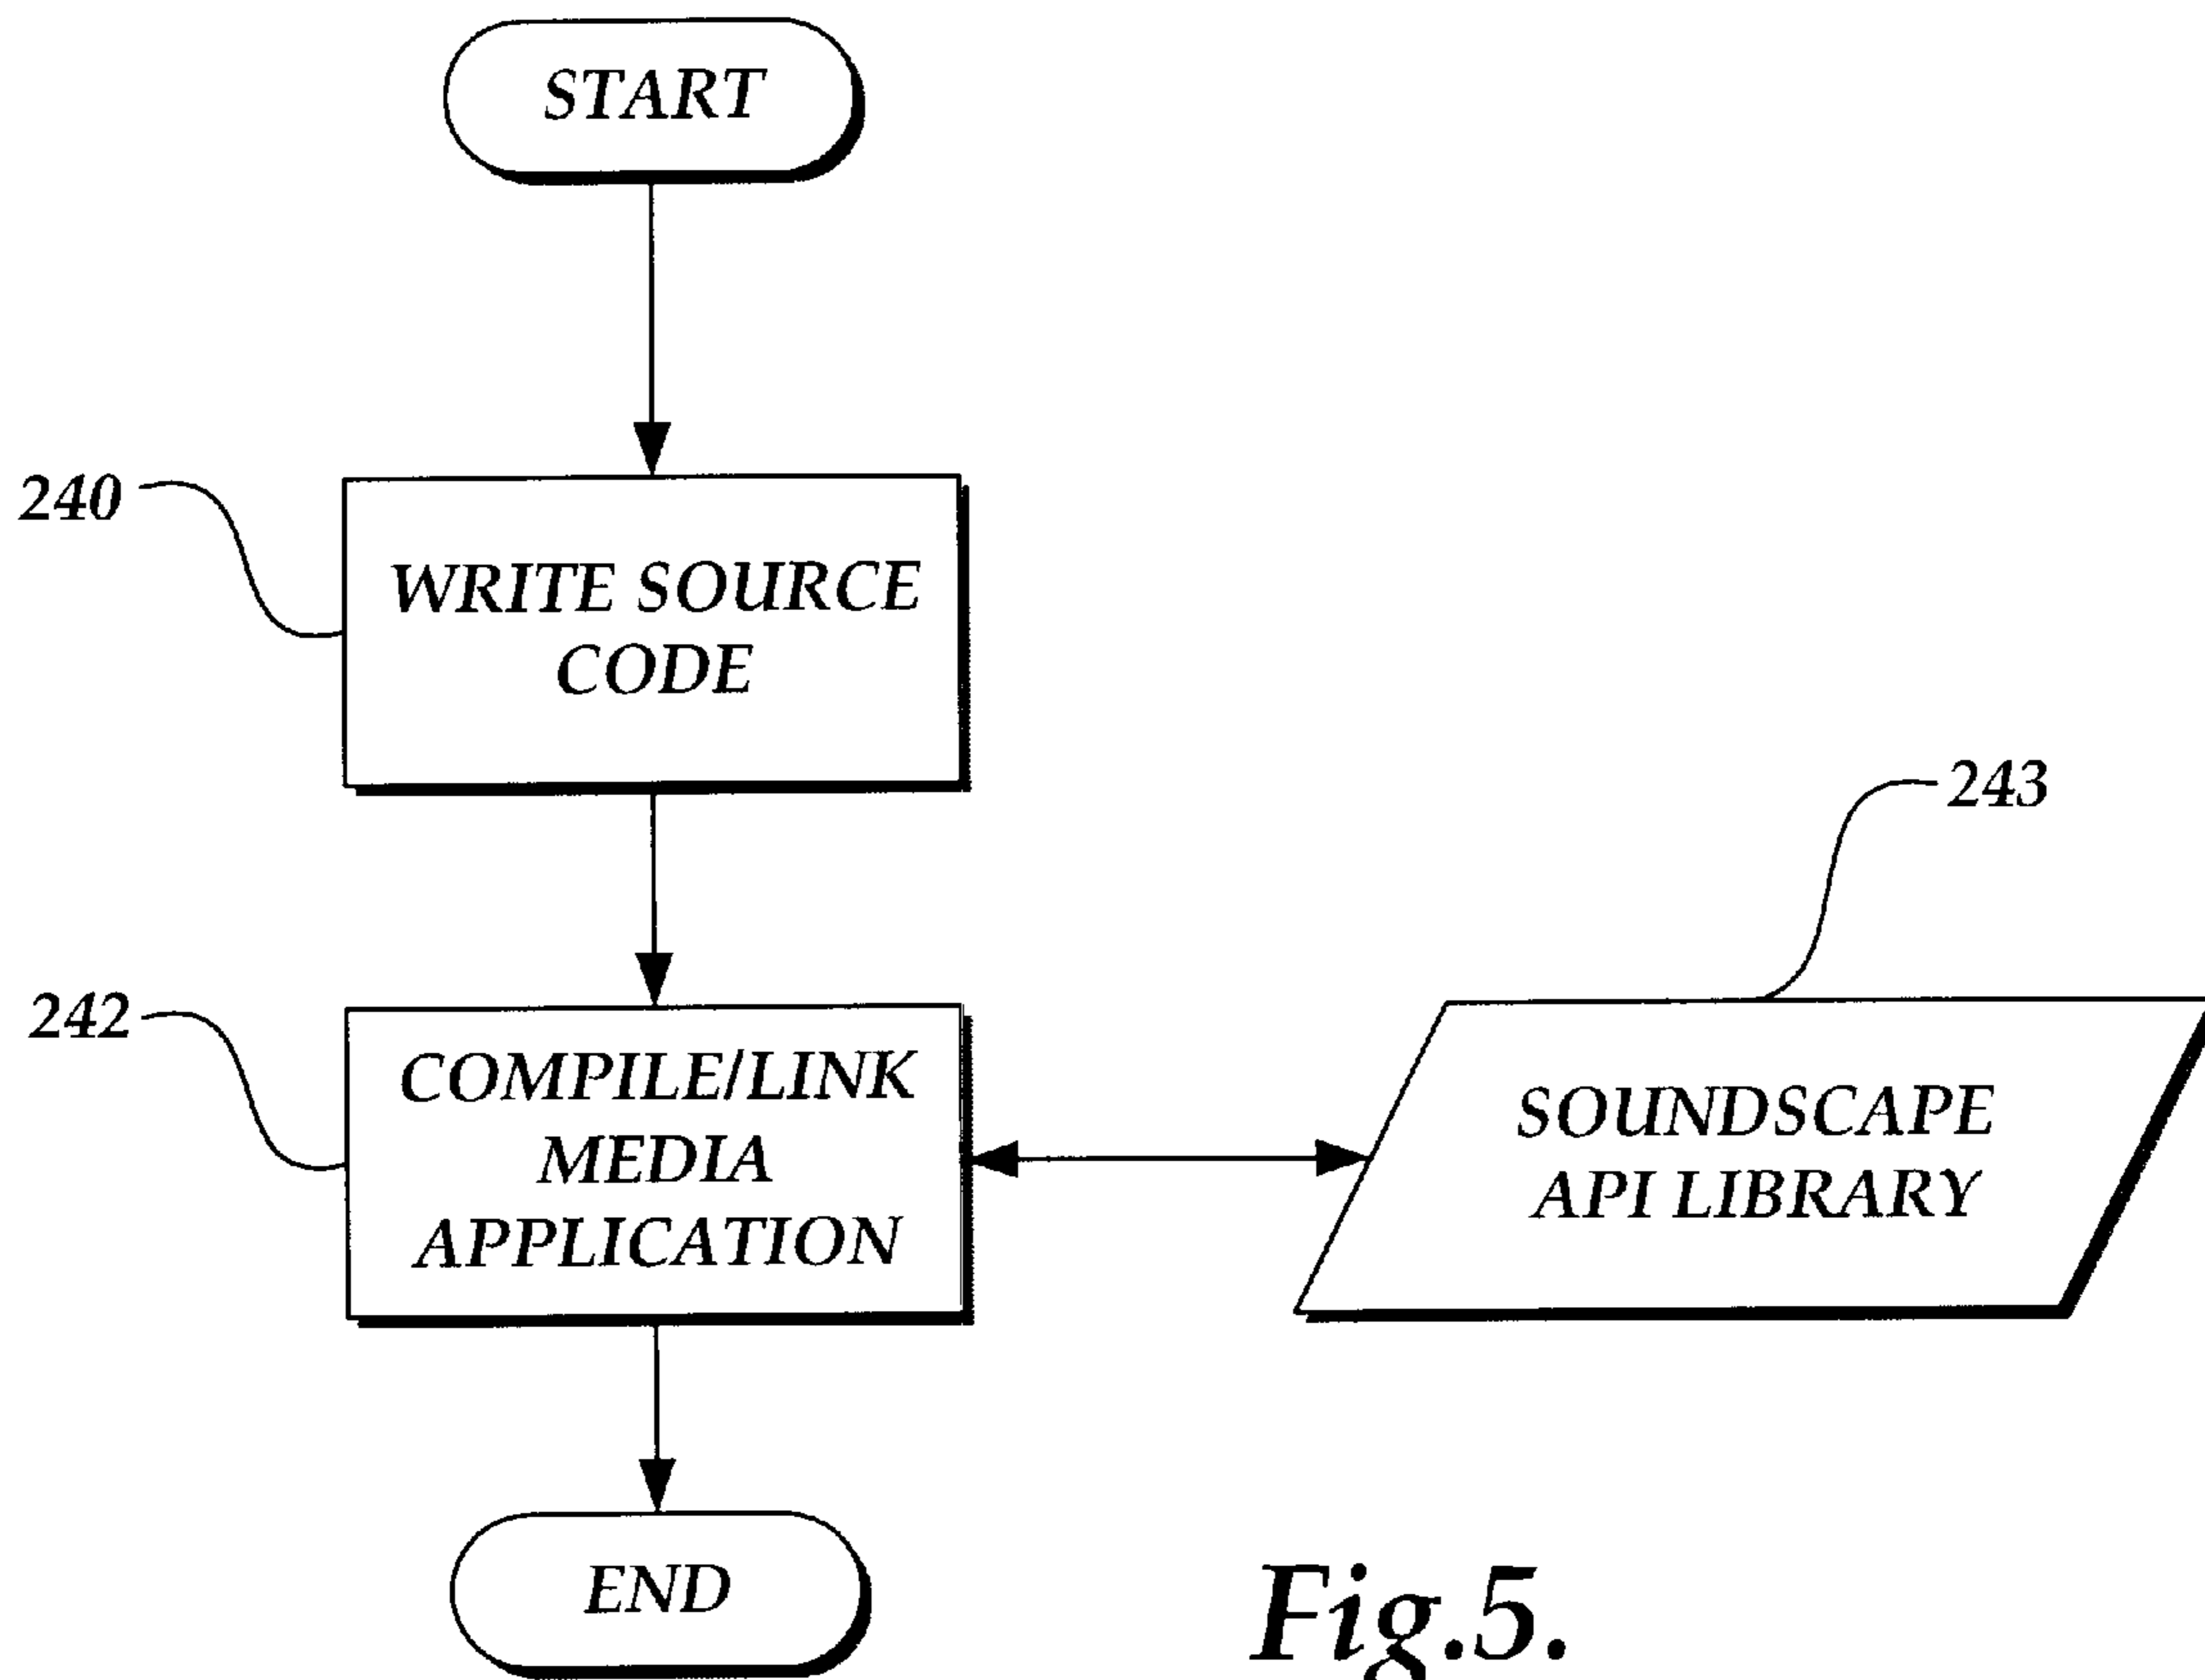 START
240
WRITE SOURCE
CODE
243
242
COMPILE/LINK
MEDIA
APPLICATION
SOUNDSCAPE
API LIBRARY
END
Fig.5.